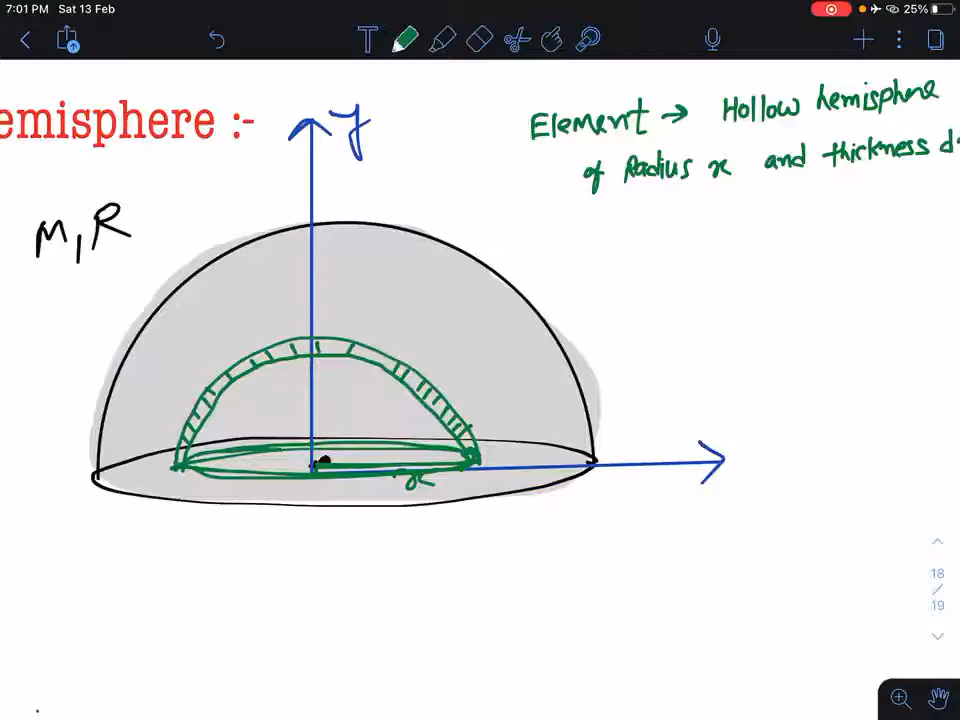 7:01 PM Sat 13 Feb
25%
emisphere :-
y
Element → Hollow hemisphere
of Radius x and thickness d
M, R
x
18
/
19